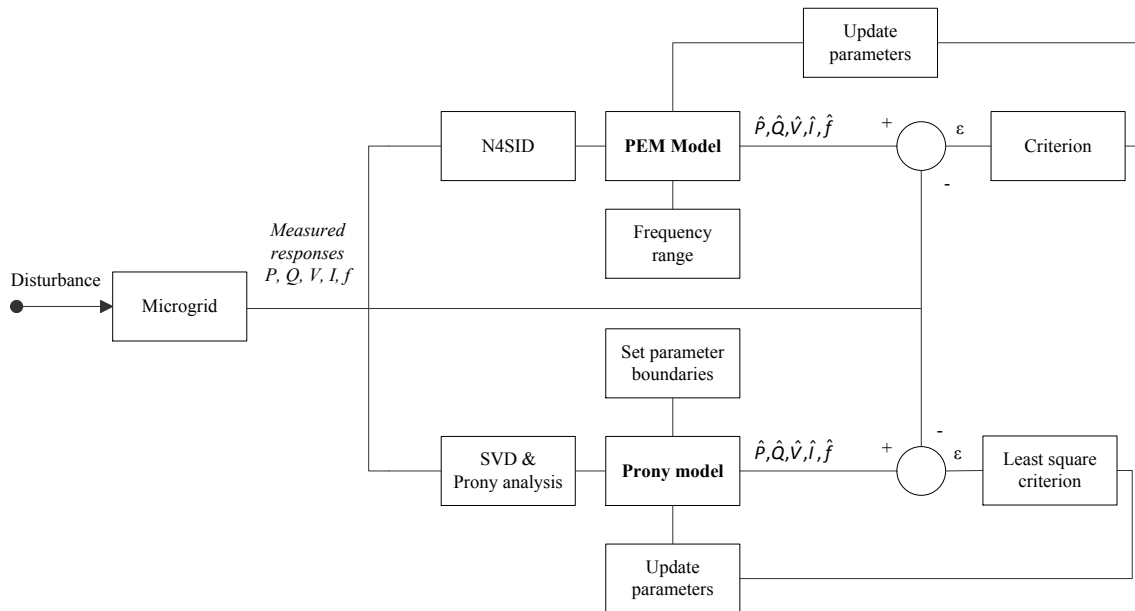 Update
parameters
N4SID
PEM Model
P̂,Q̂,V̂,Î,f̂
+
ε
Criterion
-
Measured
responses
P, Q, V, I, f
Frequency
range
Disturbance
Microgrid
Set parameter
boundaries
-
SVD &
Prony analysis
Prony model
P̂,Q̂,V̂,Î,f̂
+
ε
Least square
criterion
Update
parameters